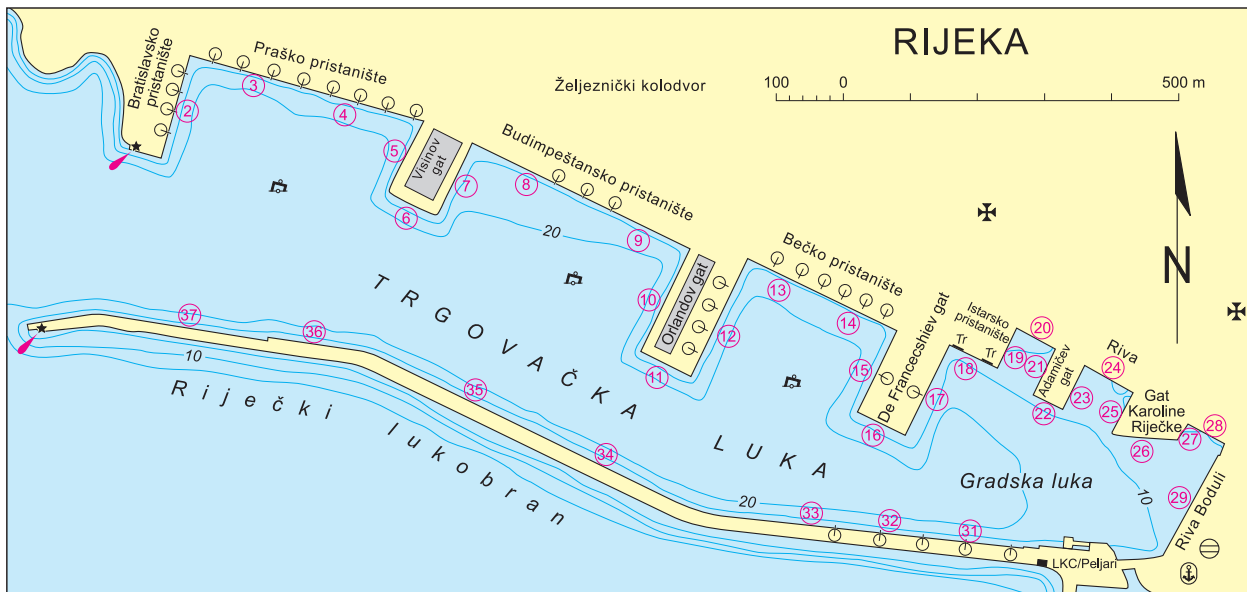 RIJEKA
100 0 500 m
Bratislavsko
pristanište
Praško pristanište
Željeznički kolodvor
Budimpeštansko pristanište
Visinov
gat
Bečko pristanište
Orlandov gat
De Francecshiev gat
Istarsko
pristanište
Tr
Tr
Adamičev
gat
Riva
Gat
Karoline
Riječke
N
TRGOVAČKA LUKA
Gradska luka
Riva Boduli
Riječki lukobran
LKC/Peljari
20
20
10
10
2
3
4
5
6
7
8
9
10
11
12
13
14
15
16
17
18
19
20
21
22
23
24
25
26
27
28
29
31
32
33
34
35
36
37